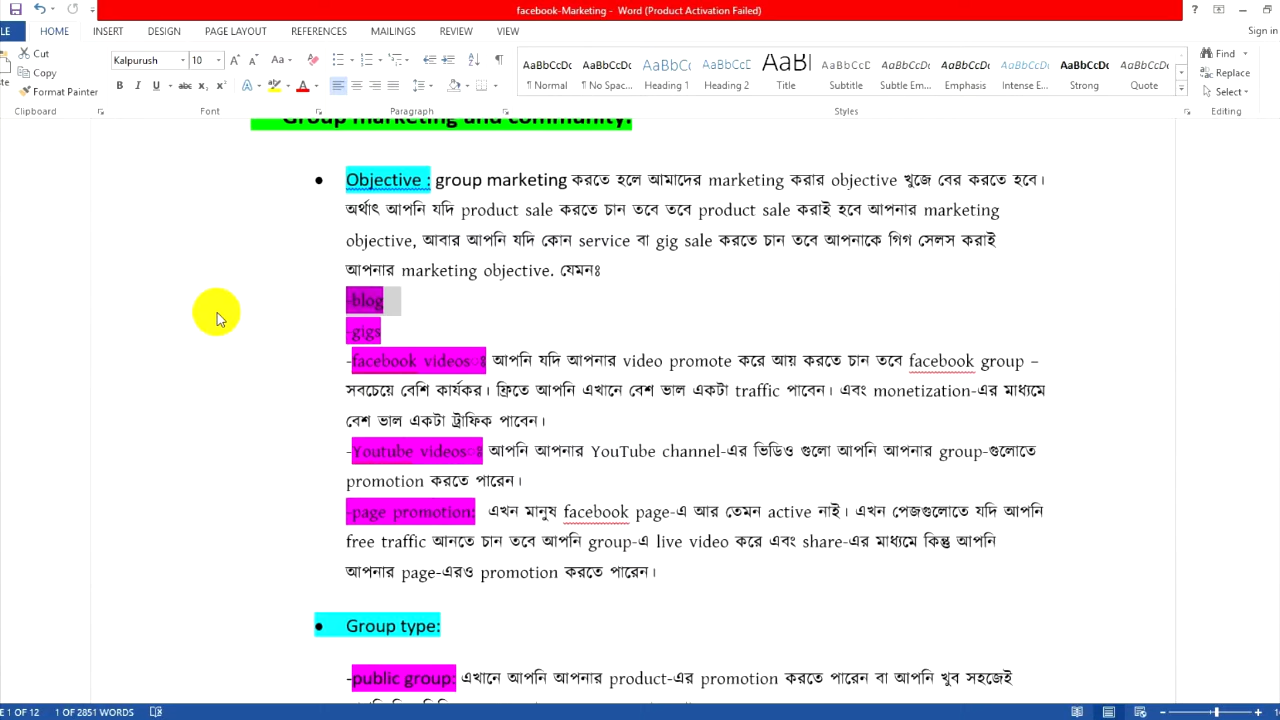 facebook-Marketing - Word (Product Activation Failed)
HOME INSERT DESIGN PAGE LAYOUT REFERENCES MAILINGS REVIEW VIEW
Sign in
Cut
Copy
Format Painter
Kalpurush 10
AaBbCcDc AaBbCcDc AaBbCc AaBbCcD AaBl AaBbCcD AaBbCcDc AaBbCcDc AaBbCcDc AaBbCcDc AaBbCcDc
¶ Normal ¶ No Spac... Heading 1 Heading 2 Title Subtitle Subtle Em... Emphasis Intense E... Strong Quote
Find
Replace
Select
Clipboard Font Paragraph Styles Editing
Group marketing and community:
• Objective : group marketing করতে হলে আমাদের marketing করার objective খুজে বের করতে হবে।
অর্থাৎ আপনি যদি product sale করতে চান তবে তবে product sale করাই হবে আপনার marketing
objective, আবার আপনি যদি কোন service বা gig sale করতে চান তবে আপনাকে গিগ সেলস করাই
আপনার marketing objective. যেমনঃ
-blog
-gigs
-facebook videosঃ আপনি যদি আপনার video promote করে আয় করতে চান তবে facebook group –
সবচেয়ে বেশি কার্যকর। ফ্রিতে আপনি এখানে বেশ ভাল একটা traffic পাবেন। এবং monetization-এর মাধ্যমে
বেশ ভাল একটা ট্রাফিক পাবেন।
-Youtube videosঃ আপনি আপনার YouTube channel-এর ভিডিও গুলো আপনি আপনার group-গুলোতে
promotion করতে পারেন।
-page promotion: এখন মানুষ facebook page-এ আর তেমন active নাই। এখন পেজগুলোতে যদি আপনি
free traffic আনতে চান তবে আপনি group-এ live video করে এবং share-এর মাধ্যমে কিন্তু আপনি
আপনার page-এরও promotion করতে পারেন।
• Group type:
-public group: এখানে আপনি আপনার product-এর promotion করতে পারেন বা আপনি খুব সহজেই
E 1 OF 12 1 OF 2851 WORDS